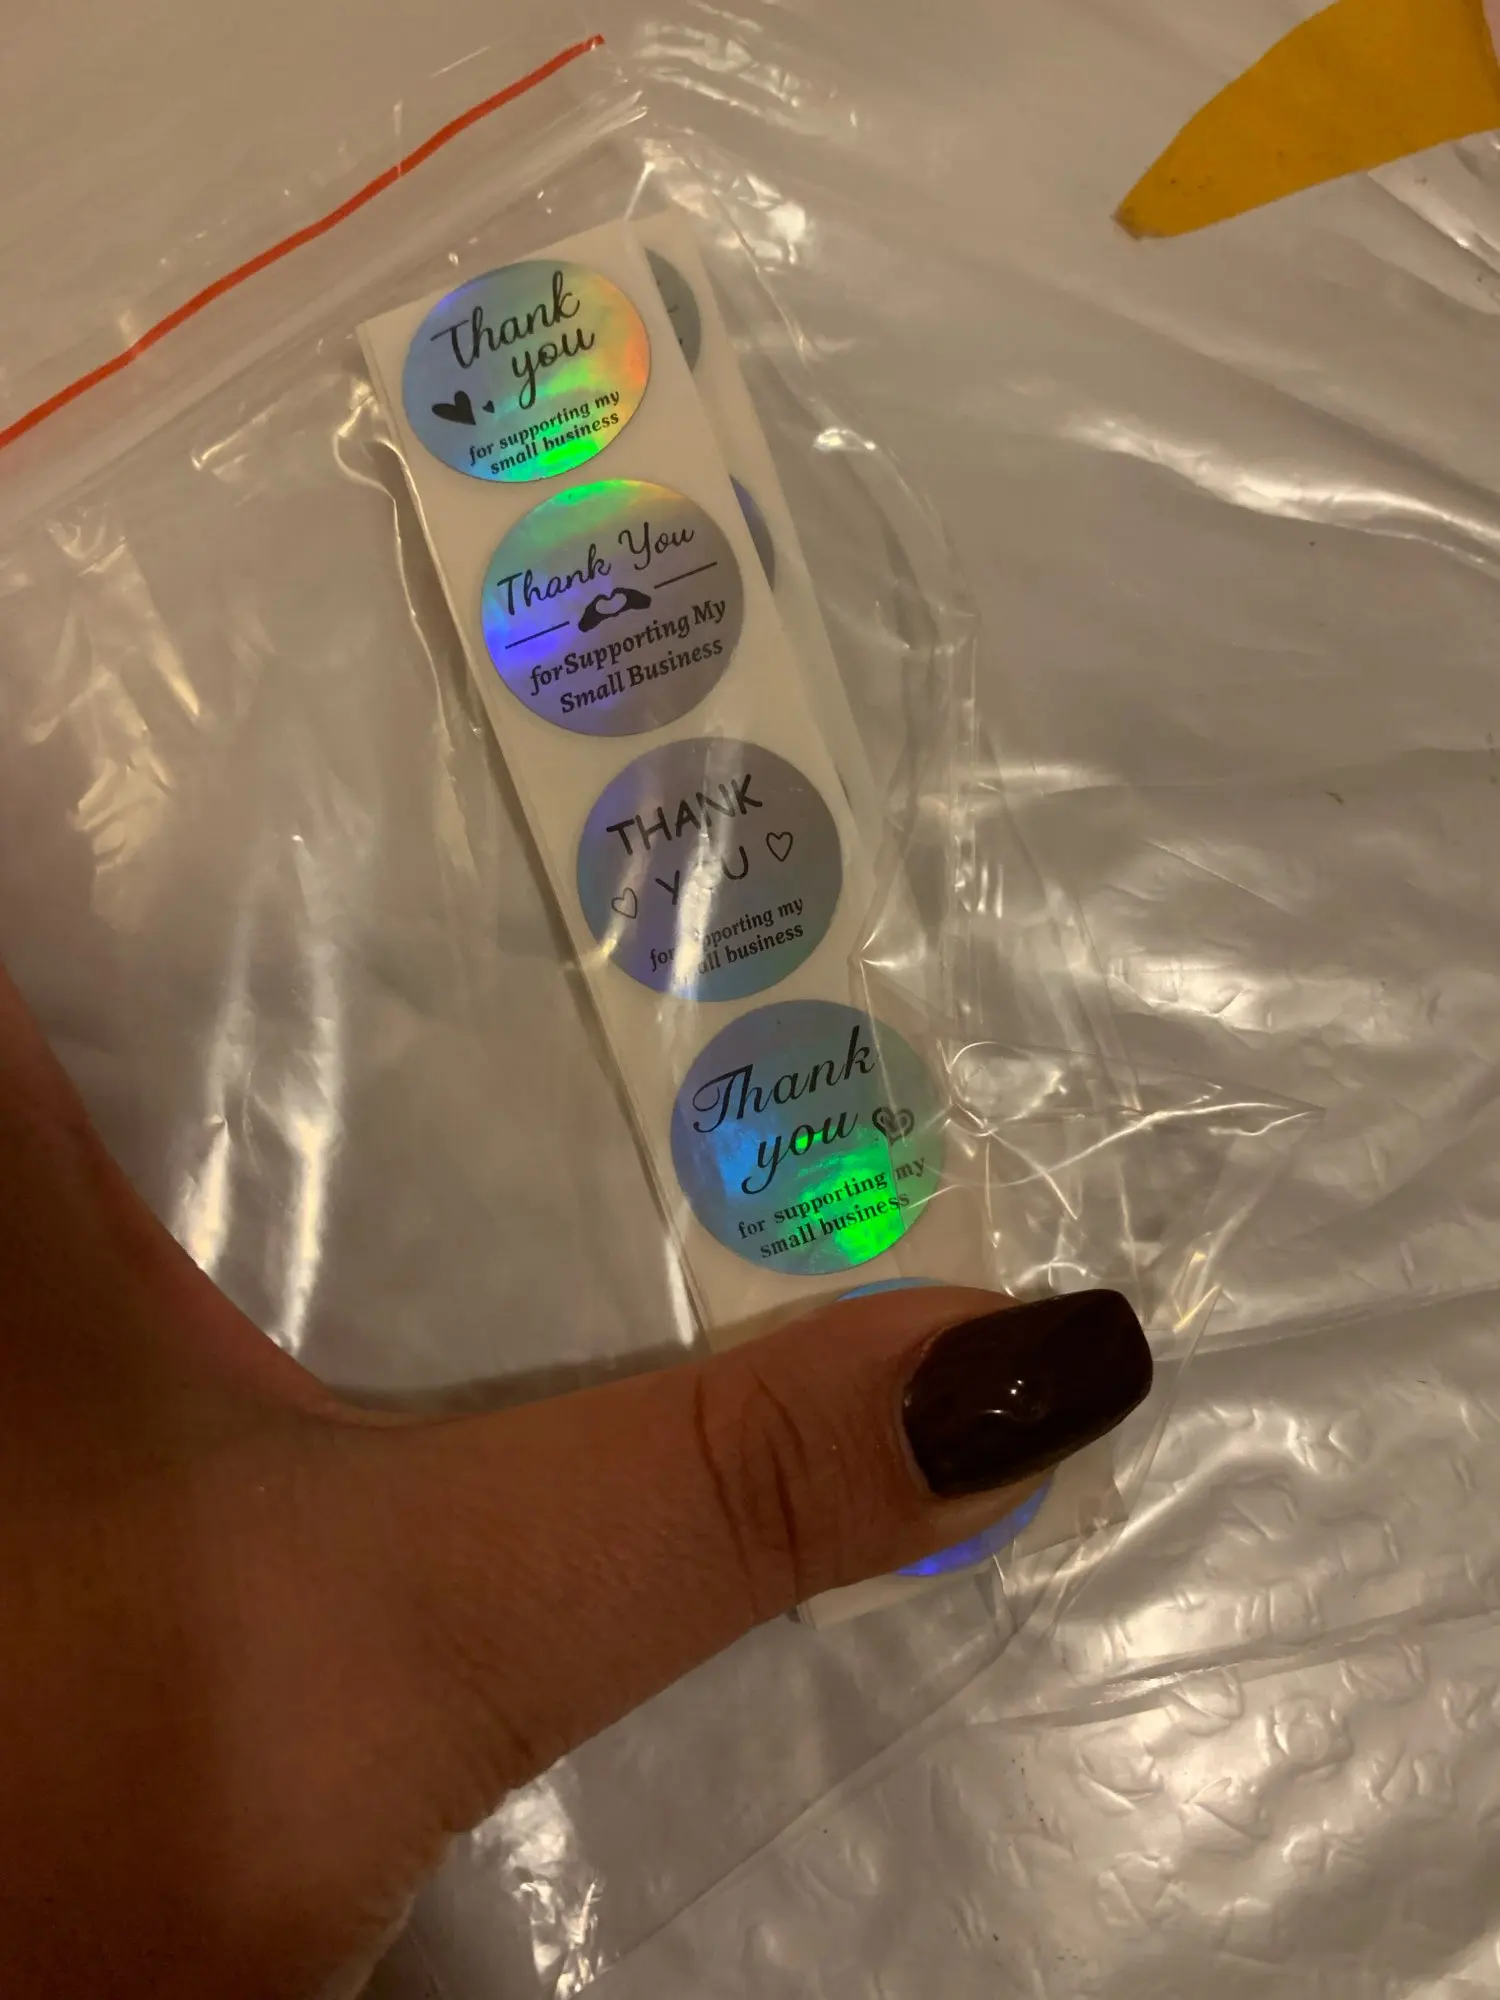 Thank
you
for supporting my
small business
Thank You
for Supporting My
Small Business
THANK
YOU
my
business
Thank
you
for supporting my
small business